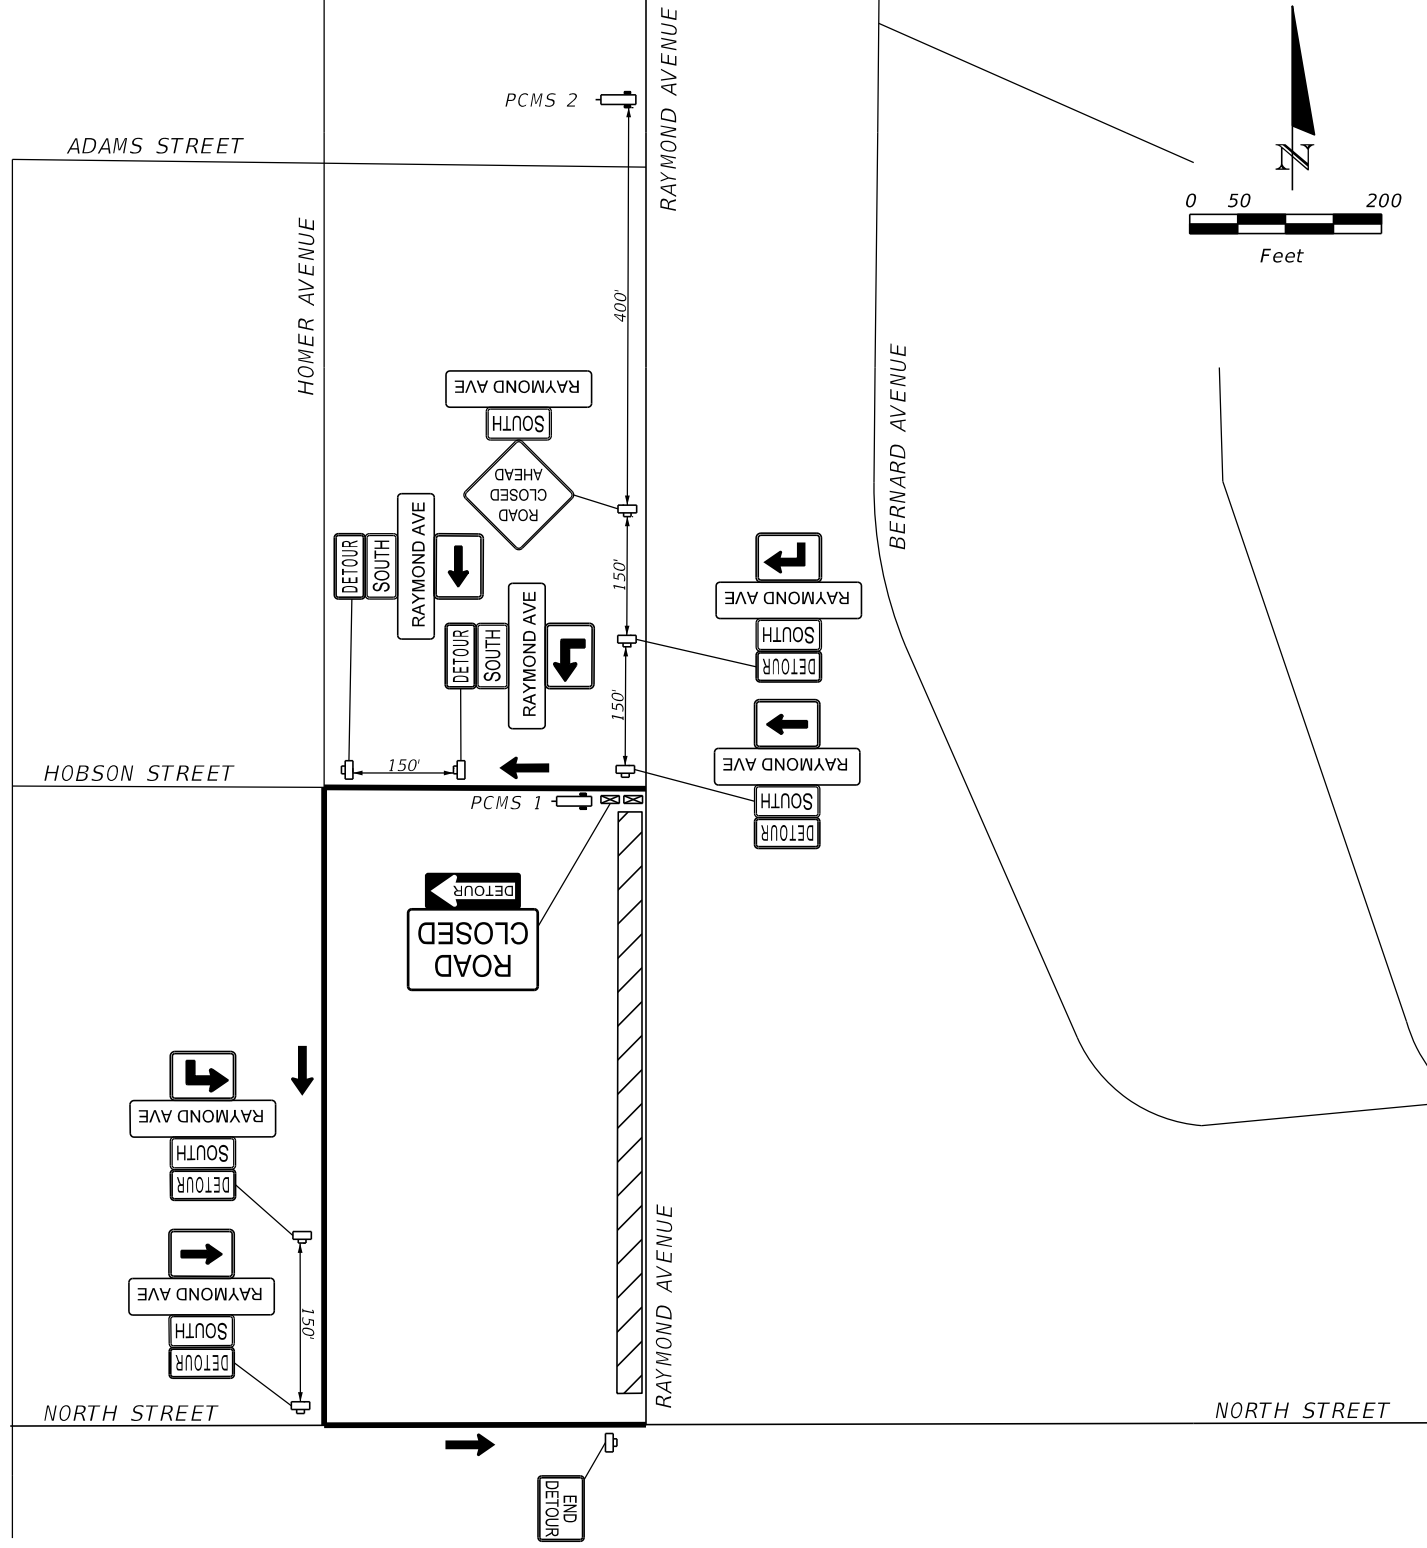 RAYMOND AVENUE
PCMS 2
ADAMS STREET
N
0 50 200
Feet
HOMER AVENUE
400'
BERNARD AVENUE
RAYMOND AVE
SOUTH
ROAD
CLOSED
AHEAD
DETOUR
SOUTH
RAYMOND AVE
150'
DETOUR
SOUTH
RAYMOND AVE
DETOUR
SOUTH
RAYMOND AVE
150'
DETOUR
SOUTH
RAYMOND AVE
HOBSON STREET
150'
PCMS 1
DETOUR
ROAD
CLOSED
DETOUR
SOUTH
RAYMOND AVE
DETOUR
SOUTH
RAYMOND AVE
150'
RAYMOND AVENUE
NORTH STREET
NORTH STREET
END
DETOUR